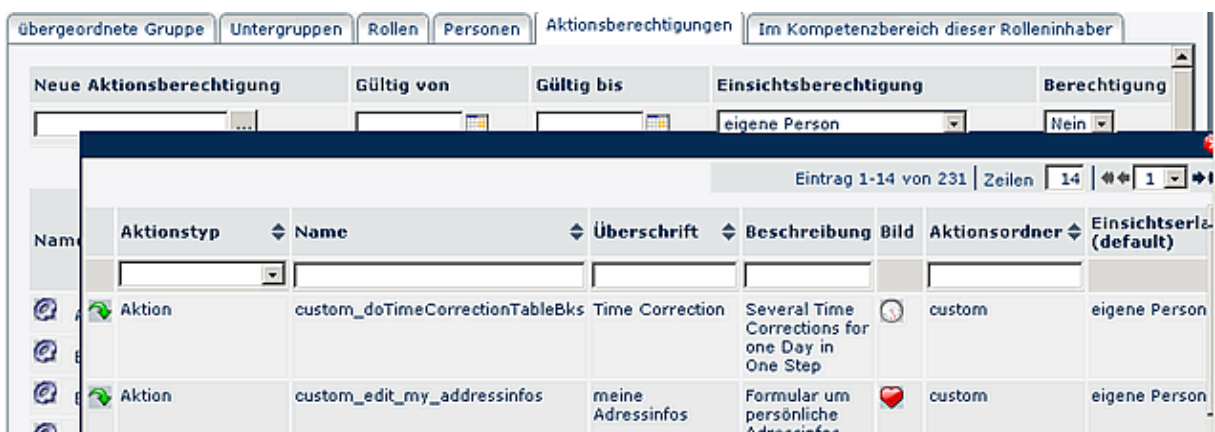 übergeordnete Gruppe Untergruppen Rollen Personen Aktionsberechtigungen Im Kompetenzbereich dieser Rolleninhaber
Neue Aktionsberechtigung Gültig von Gültig bis Einsichtsberechtigung Berechtigung
... eigene Person Nein
Eintrag 1-14 von 231 Zeilen 14 1
Aktionstyp Name Überschrift Beschreibung Bild Aktionsordner
(default)
Aktion custom_doTimeCorrectionTableBks Time Correction Several Time custom eigene Person
Corrections for
one Day in
One Step
Aktion custom_edit_my_addressinfos meine Formular um custom eigene Person
Adressinfos persönliche